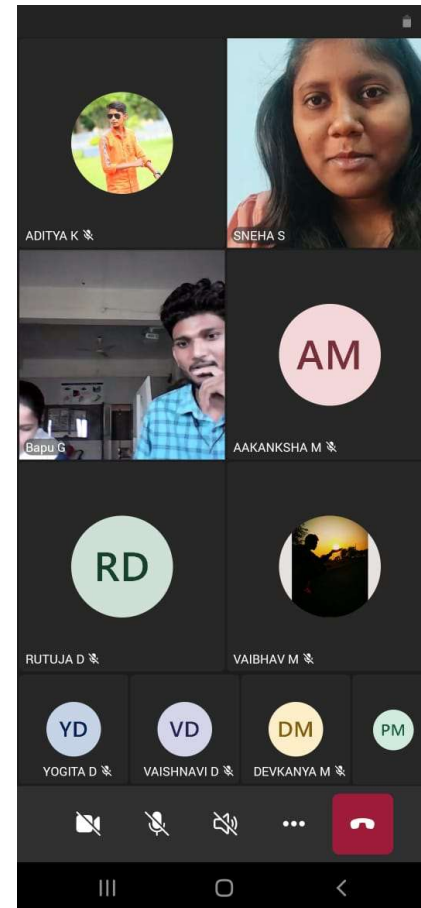 ADITYA K
SNEHA S
Bapu G
AM
AAKANKSHA M
RD
RUTUJA D
VAIBHAV M
YD
YOGITA D
VD
VAISHNAVI D
DM
DEVKANYA M
PM